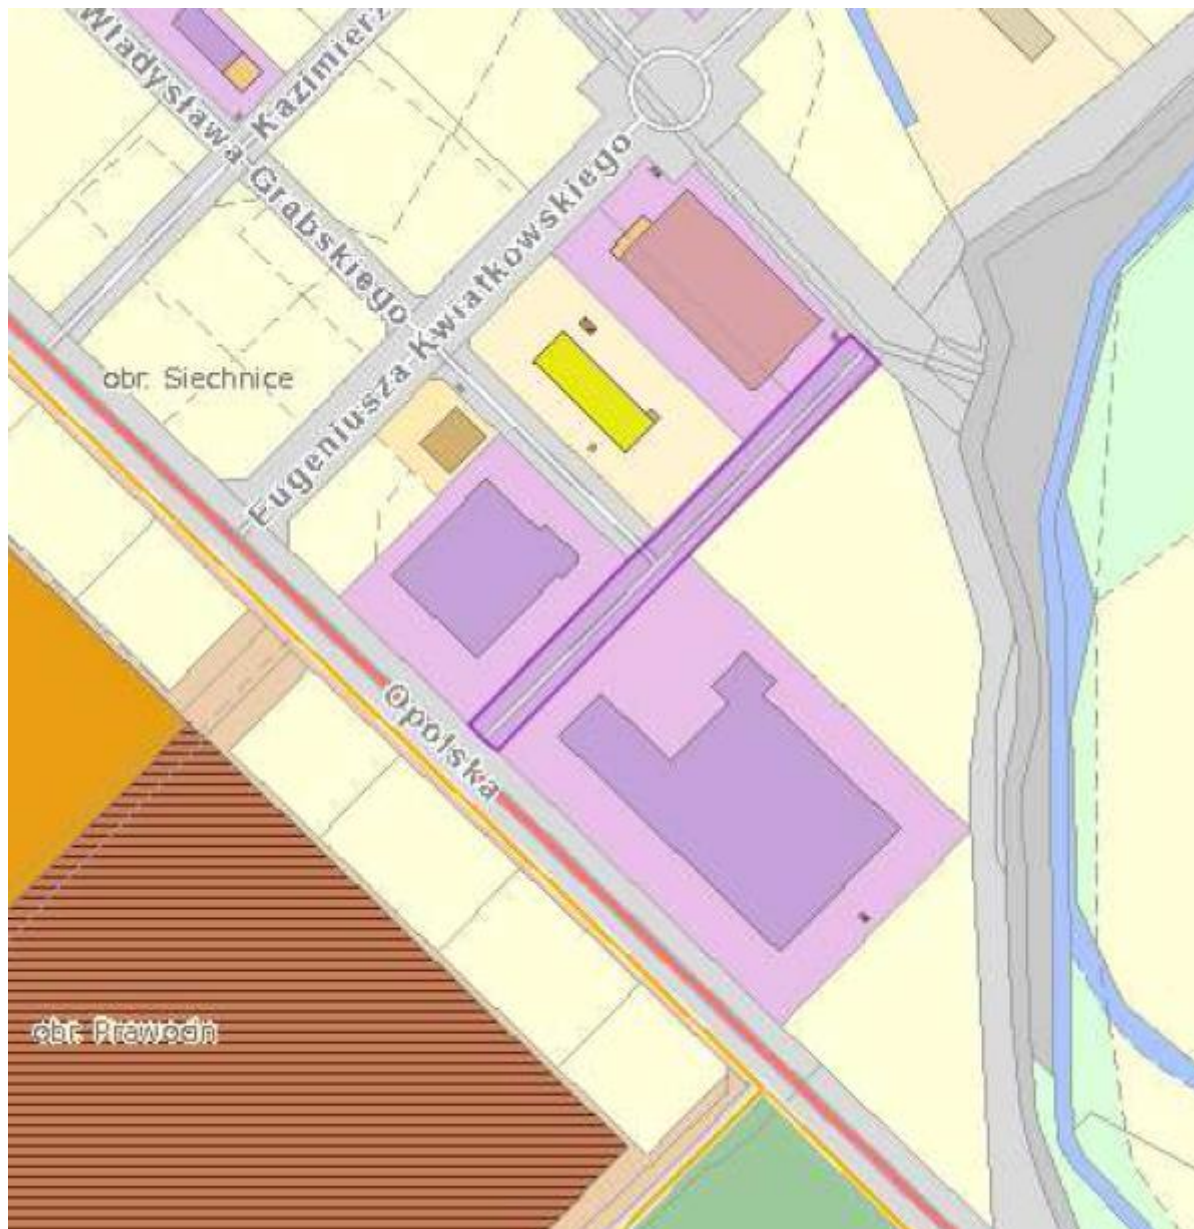 Władysława Grabskiego
Kazimierz
Eugeniusza Kwiatkowskiego
obr. Siechnice
Opolska
obr. Prawocin